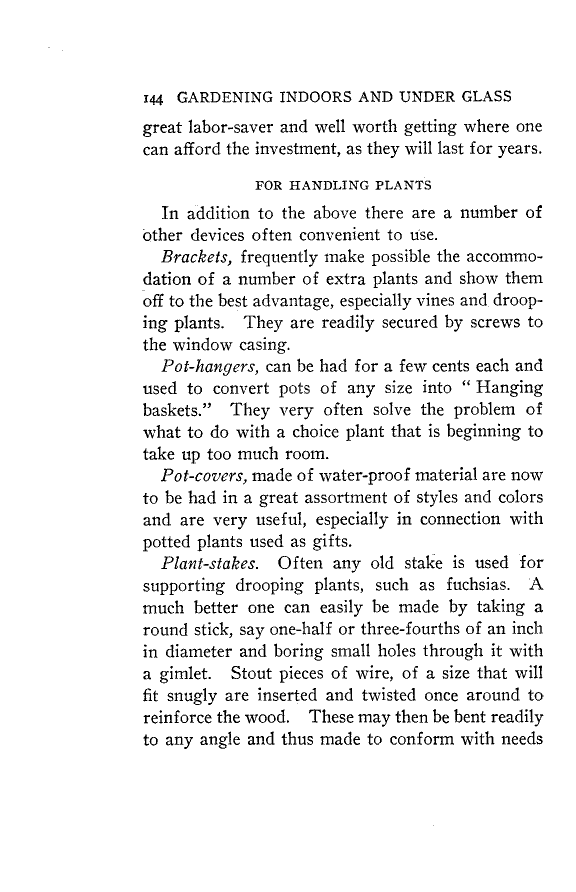 144 GARDENING INDOORS AND UNDER GLASS
great labor-saver and well worth getting where one
can afford the investment, as they will last for years.
FOR HANDLING PLANTS
In addition to the above there are a number of
other devices often convenient to use.
Brackets, frequently make possible the accommo-
dation of a number of extra plants and show them
off to the best advantage, especially vines and droop-
ing plants. They are readily secured by screws to
the window casing.
Pot-hangers, can be had for a few cents each and
used to convert pots of any size into “ Hanging
baskets.” They very often solve the problem of
what to do with a choice plant that is beginning to
take up too much room.
Pot-covers, made of water-proof material are now
to be had in a great assortment of styles and colors
and are very useful, especially in connection with
potted plants used as gifts.
Plant-stakes. Often any old stake is used for
supporting drooping plants, such as fuchsias. A
much better one can easily be made by taking a
round stick, say one-half or three-fourths of an inch
in diameter and boring small holes through it with
a gimlet. Stout pieces of wire, of a size that will
fit snugly are inserted and twisted once around to
reinforce the wood. These may then be bent readily
to any angle and thus made to conform with needs